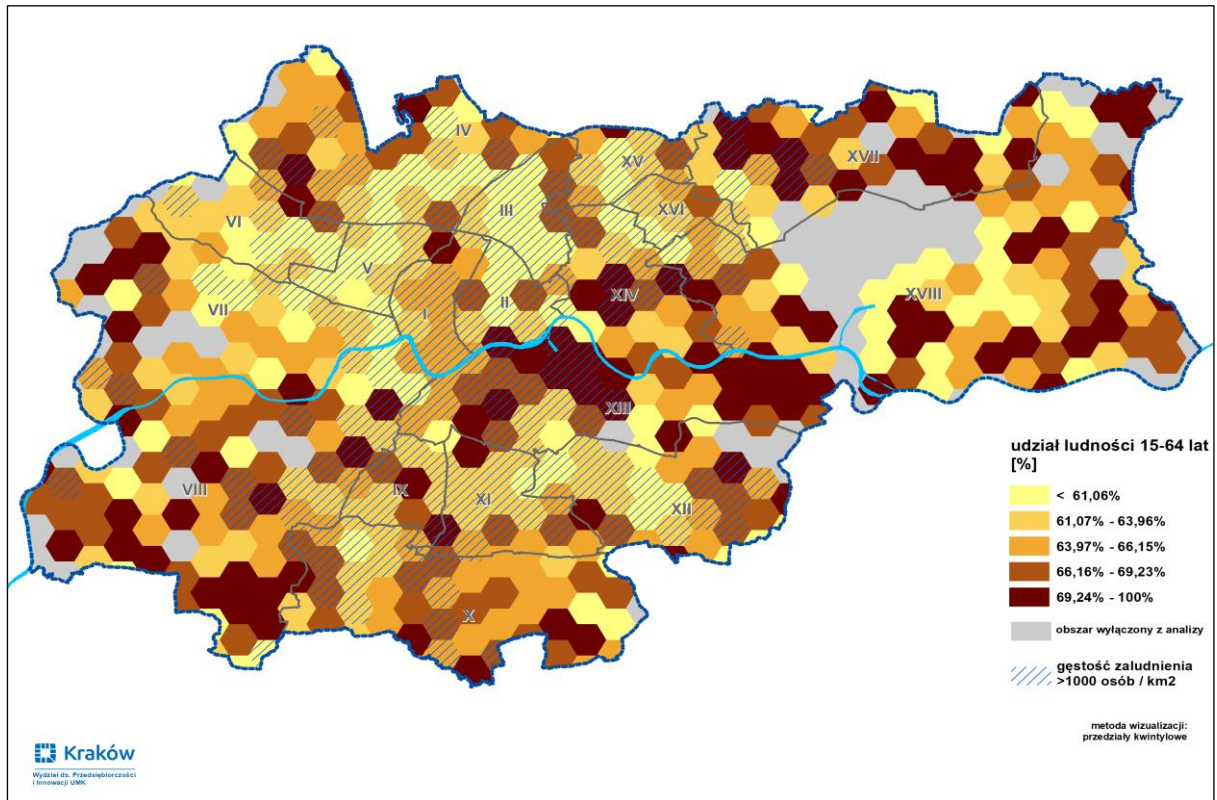 IV
XV
XVII
III
XVI
VI
V
VII
II
XIV
XVIII
I
XIII
VIII
IX
XI
XII
X
udział ludności 15-64 lat
[%]
< 61,06%
61,07% - 63,96%
63,97% - 66,15%
66,16% - 69,23%
69,24% - 100%
obszar wyłączony z analizy
gęstość zaludnienia
>1000 osób / km2
metoda wizualizacji:
przedziały kwintylowe
Kraków
Wydział ds. Przedsiębiorczości
i Innowacji UMK